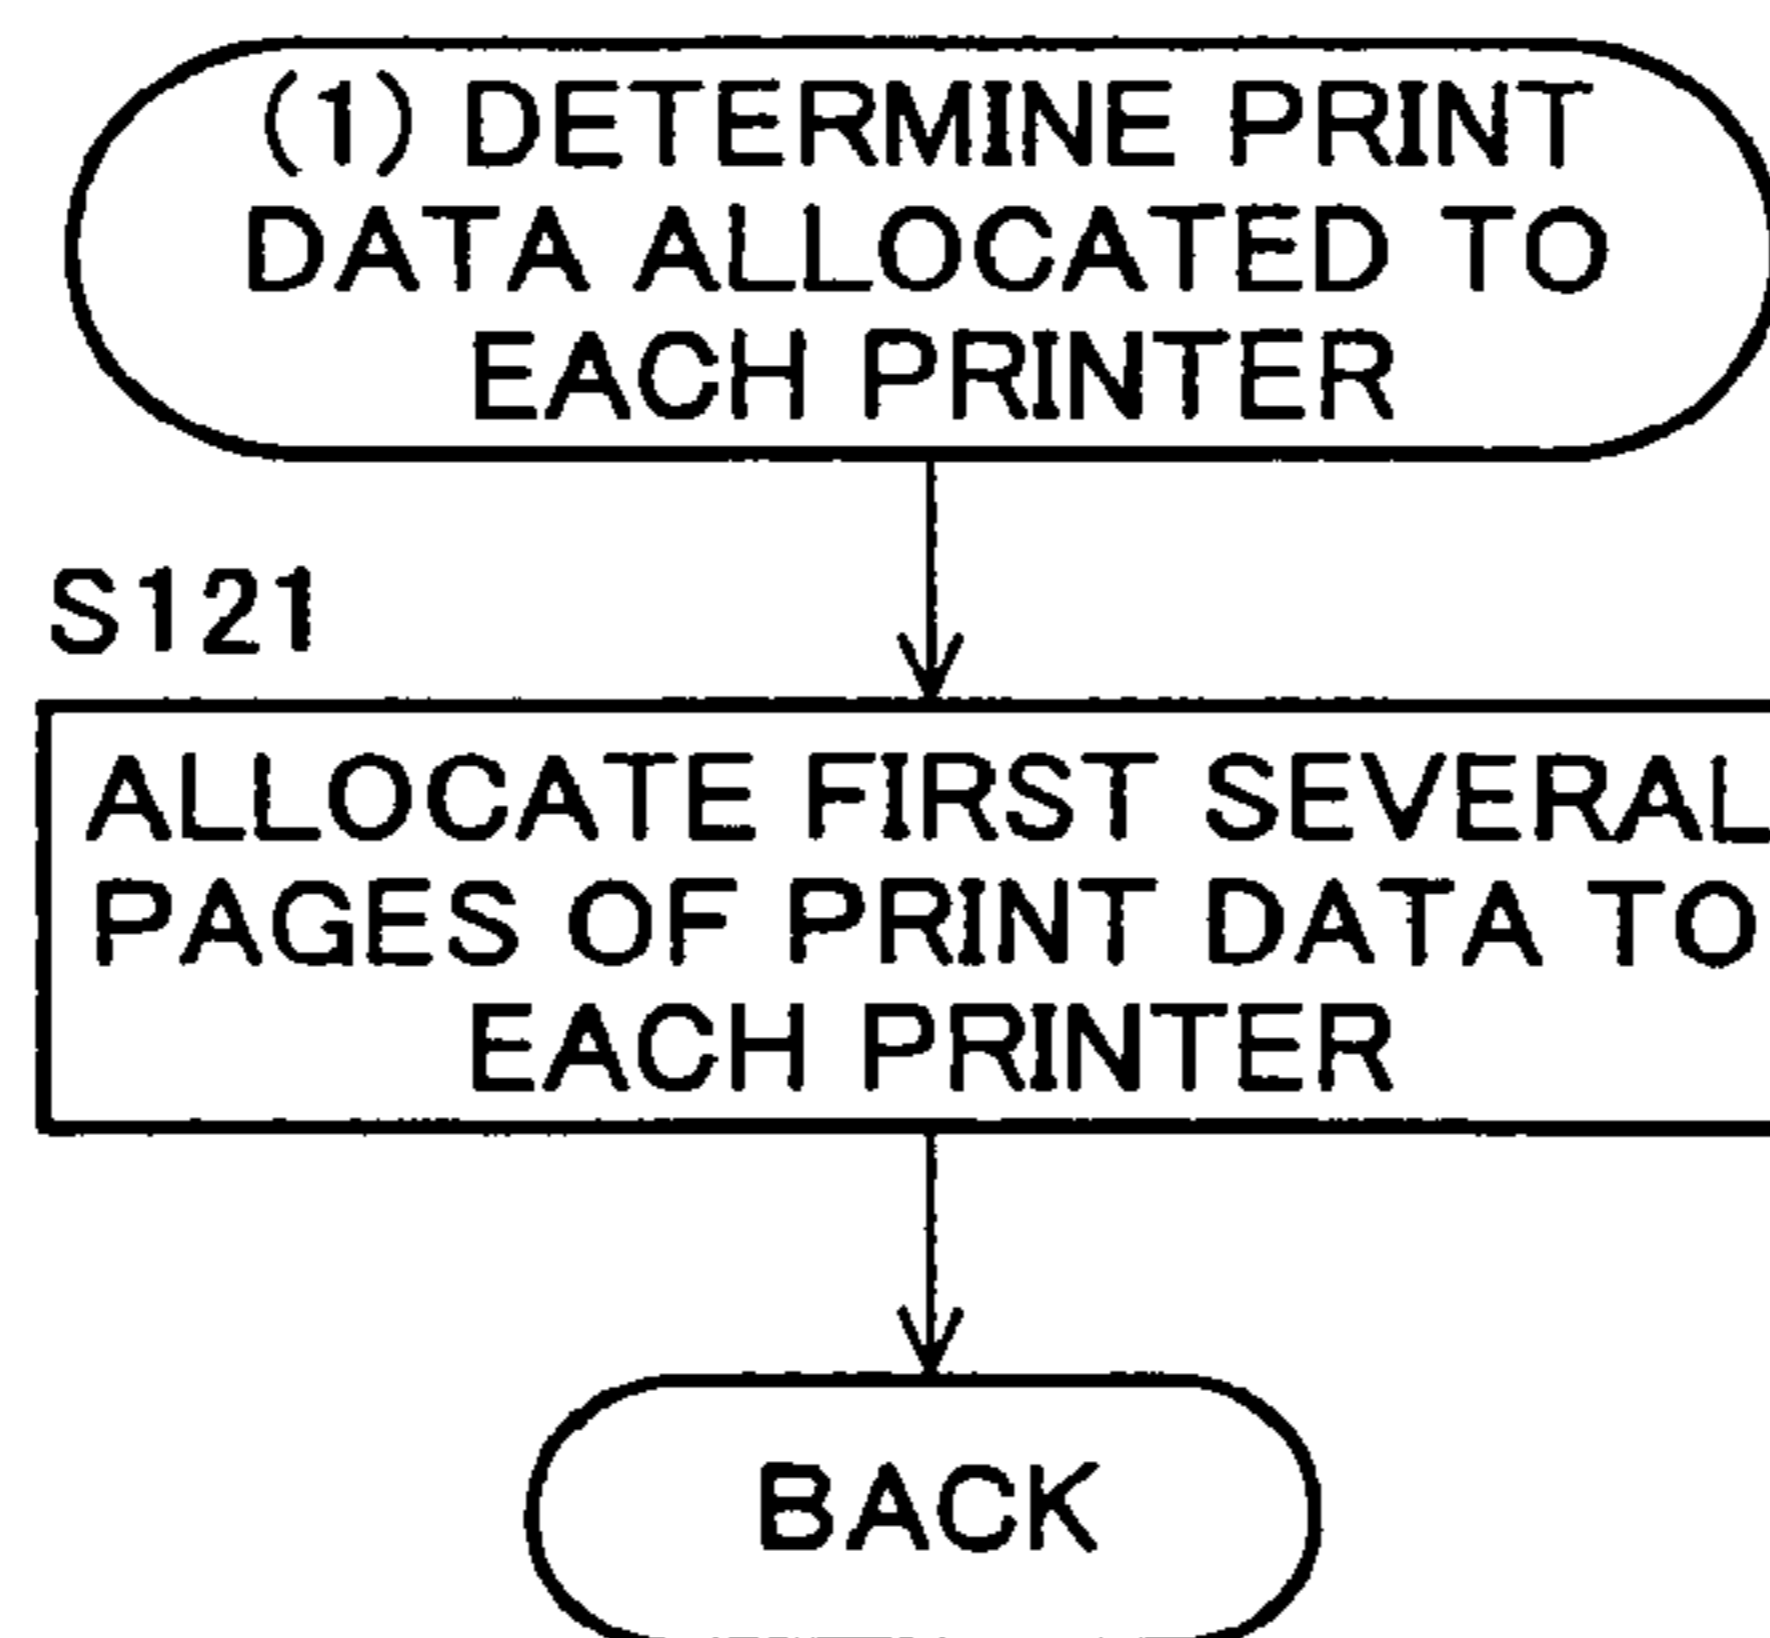 (1) DETERMINE PRINT
DATA ALLOCATED TO
EACH PRINTER
S121
ALLOCATE FIRST SEVERAL
PAGES OF PRINT DATA TO
EACH PRINTER
BACK